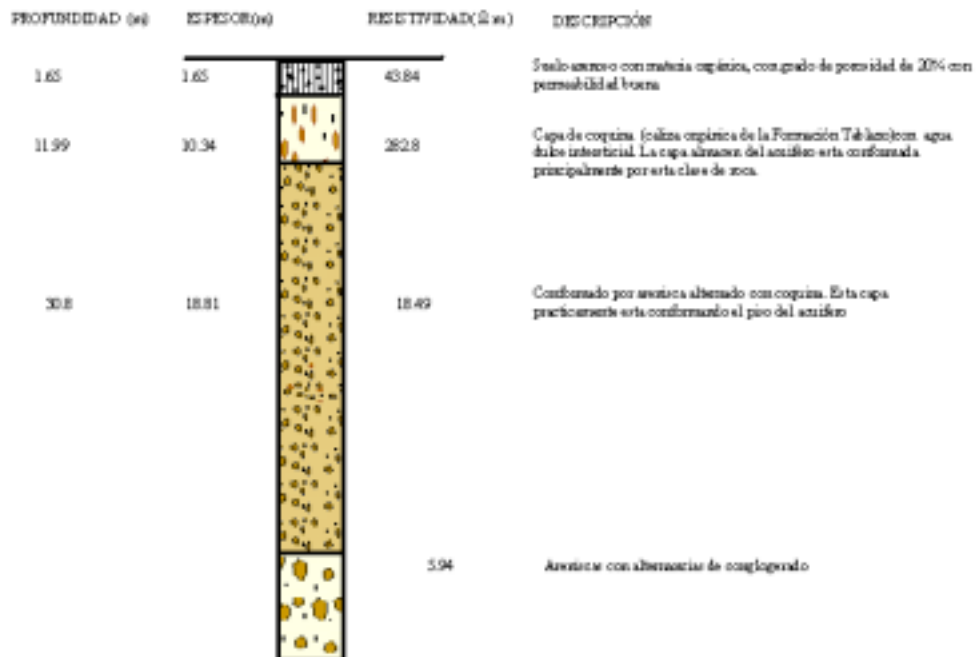 PROFUNDIDAD (m) ESPESOR(m) RESISTIVIDAD(Ω m) DESCRIPCIÓN
1.65 1.65 43.84 Suelo arenoso con materia orgánica, con grado de porosidad de 20% con
permeabilidad buena
11.99 10.34 282.8 Capa de coquina (caliza orgánica de la Formación Tablazo)con agua
dulce intersticial. La capa almacen del acuífero esta conformada
principalmente por esta clase de roca.
30.8 18.81 18.49 Conformado por arenisca alternado con coquina. Esta capa
practicamente esta conformando el piso del acuífero
5.94 Areniscas con alternancias de